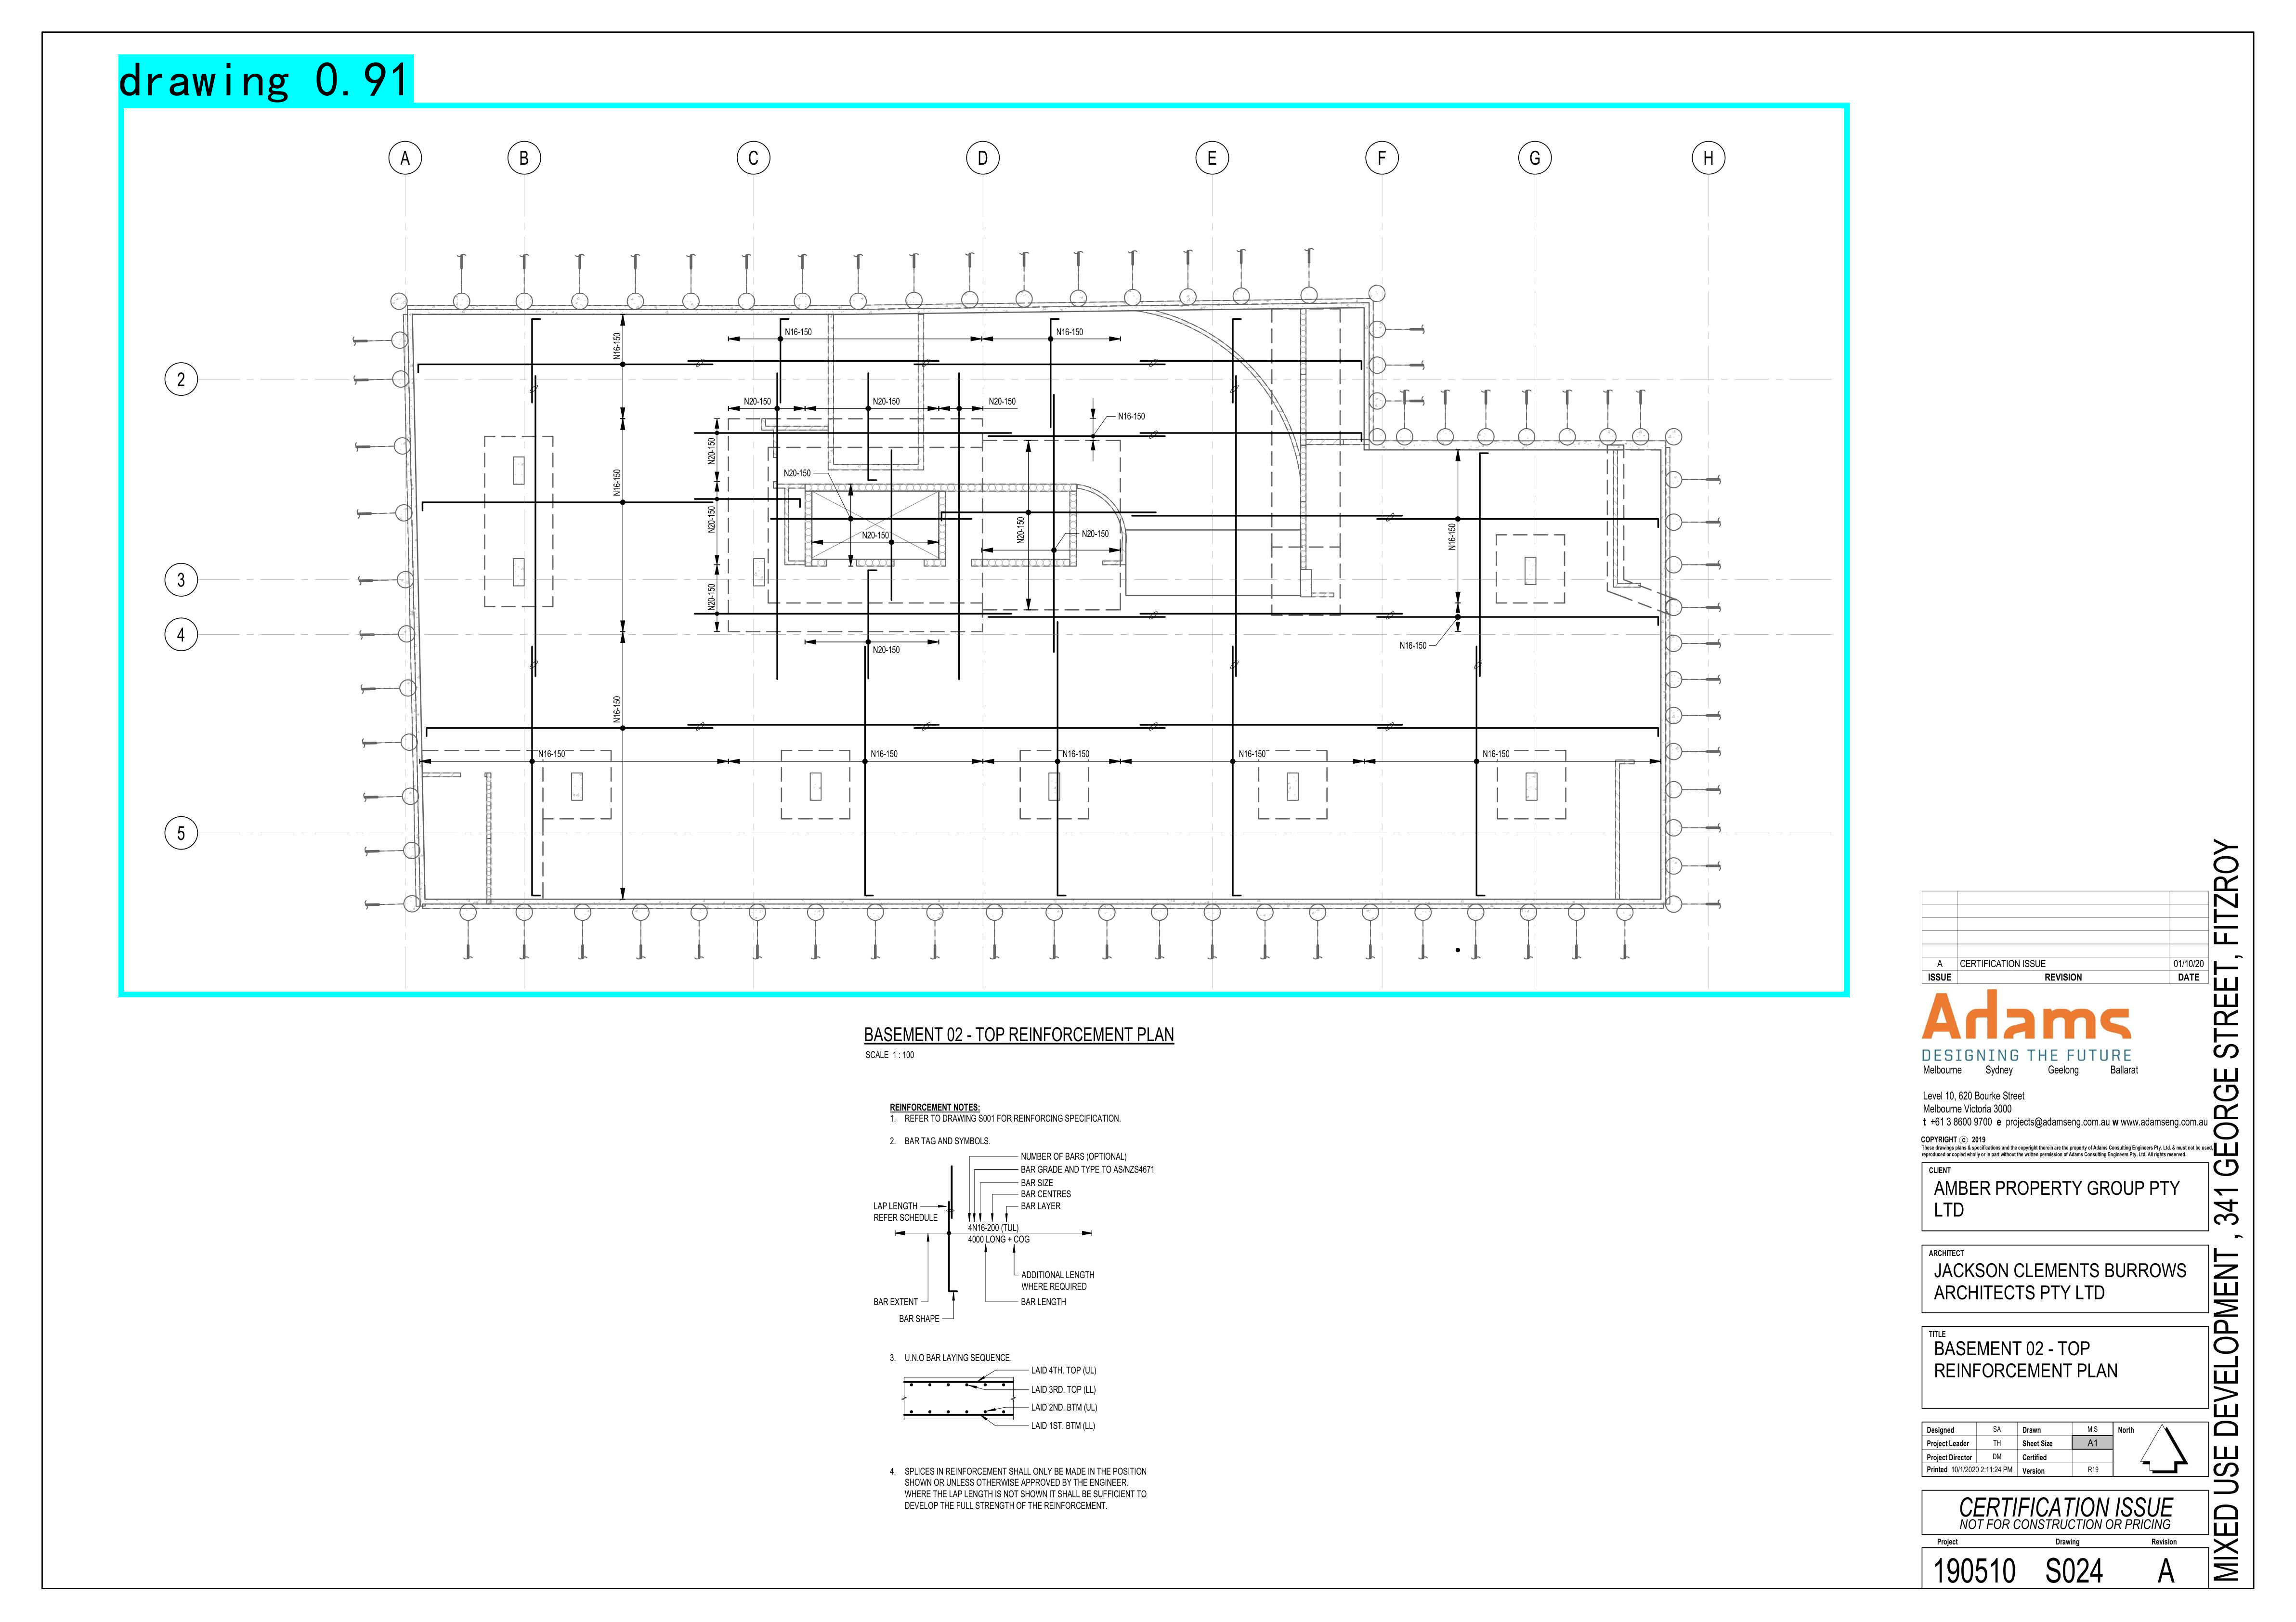 drawing 0.91
A B C D E F G H
2
3
4
5
N16-150
N16-150
N16-150
N20-150
N20-150
N20-150
N16-150
N20-150
N16-150
N20-150
N20-150
N20-150
N20-150
N20-150
N16-150
N20-150
N16-150
N20-150
N16-150
N16-150
N16-150
N16-150
N16-150
N16-150
BASEMENT 02 - TOP REINFORCEMENT PLAN
SCALE 1 : 100
REINFORCEMENT NOTES:
1. REFER TO DRAWING S001 FOR REINFORCING SPECIFICATION.
2. BAR TAG AND SYMBOLS.
NUMBER OF BARS (OPTIONAL)
BAR GRADE AND TYPE TO AS/NZS4671
BAR SIZE
BAR CENTRES
BAR LAYER
LAP LENGTH
REFER SCHEDULE
4N16-200 (TUL)
4000 LONG + COG
ADDITIONAL LENGTH
WHERE REQUIRED
BAR EXTENT
BAR LENGTH
BAR SHAPE
3. U.N.O BAR LAYING SEQUENCE.
LAID 4TH. TOP (UL)
LAID 3RD. TOP (LL)
LAID 2ND. BTM (UL)
LAID 1ST. BTM (LL)
4. SPLICES IN REINFORCEMENT SHALL ONLY BE MADE IN THE POSITION
SHOWN OR UNLESS OTHERWISE APPROVED BY THE ENGINEER.
WHERE THE LAP LENGTH IS NOT SHOWN IT SHALL BE SUFFICIENT TO
DEVELOP THE FULL STRENGTH OF THE REINFORCEMENT.
A CERTIFICATION ISSUE 01/10/20
ISSUE REVISION DATE
Adams
DESIGNING THE FUTURE
Melbourne Sydney Geelong Ballarat
Level 10, 620 Bourke Street
Melbourne Victoria 3000
t +61 3 8600 9700 e projects@adamseng.com.au w www.adamseng.com.au
COPYRIGHT c 2019
These drawings plans & specifications and the copyright therein are the property of Adams Consulting Engineers Pty. Ltd. & must not be used,
reproduced or copied wholly or in part without the written permission of Adams Consulting Engineers Pty. Ltd. All rights reserved.
CLIENT
AMBER PROPERTY GROUP PTY
LTD
ARCHITECT
JACKSON CLEMENTS BURROWS
ARCHITECTS PTY LTD
TITLE
BASEMENT 02 - TOP
REINFORCEMENT PLAN
Designed SA Drawn M.S North
Project Leader TH Sheet Size A1
Project Director DM Certified
Printed 10/1/2020 2:11:24 PM Version R19
CERTIFICATION ISSUE
NOT FOR CONSTRUCTION OR PRICING
Project Drawing Revision
190510 S024 A
MIXED USE DEVELOPMENT , 341 GEORGE STREET, FITZROY